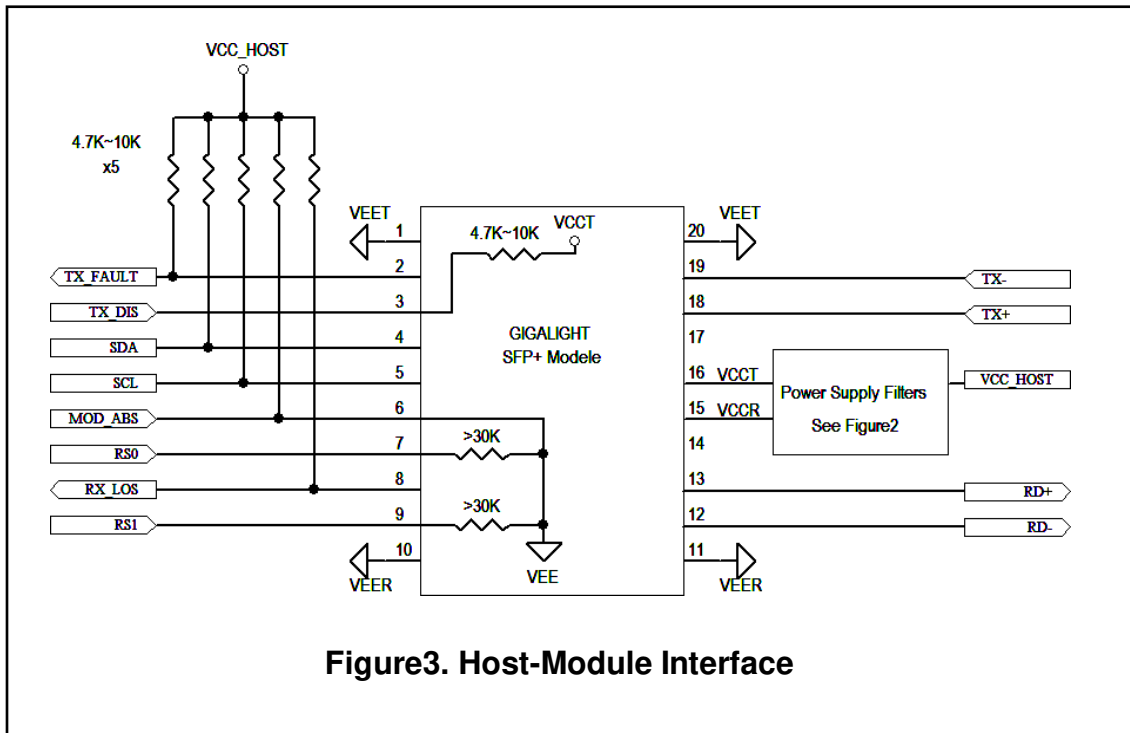 VCC_HOST
4.7K~10K
x5
VEET
1
4.7K~10K
VCCT
20
VEET
TX_FAULT
2
19
TX-
TX_DIS
3
18
TX+
SDA
4
GIGALIGHT
SFP+ Modele
17
SCL
5
16
VCCT
Power Supply Filters
See Figure2
VCC_HOST
MOD_ABS
6
15
VCCR
RS0
7
>30K
14
RX_LOS
8
13
RD+
RS1
9
>30K
12
RD-
10
VEER
VEE
11
VEER
Figure3. Host-Module Interface